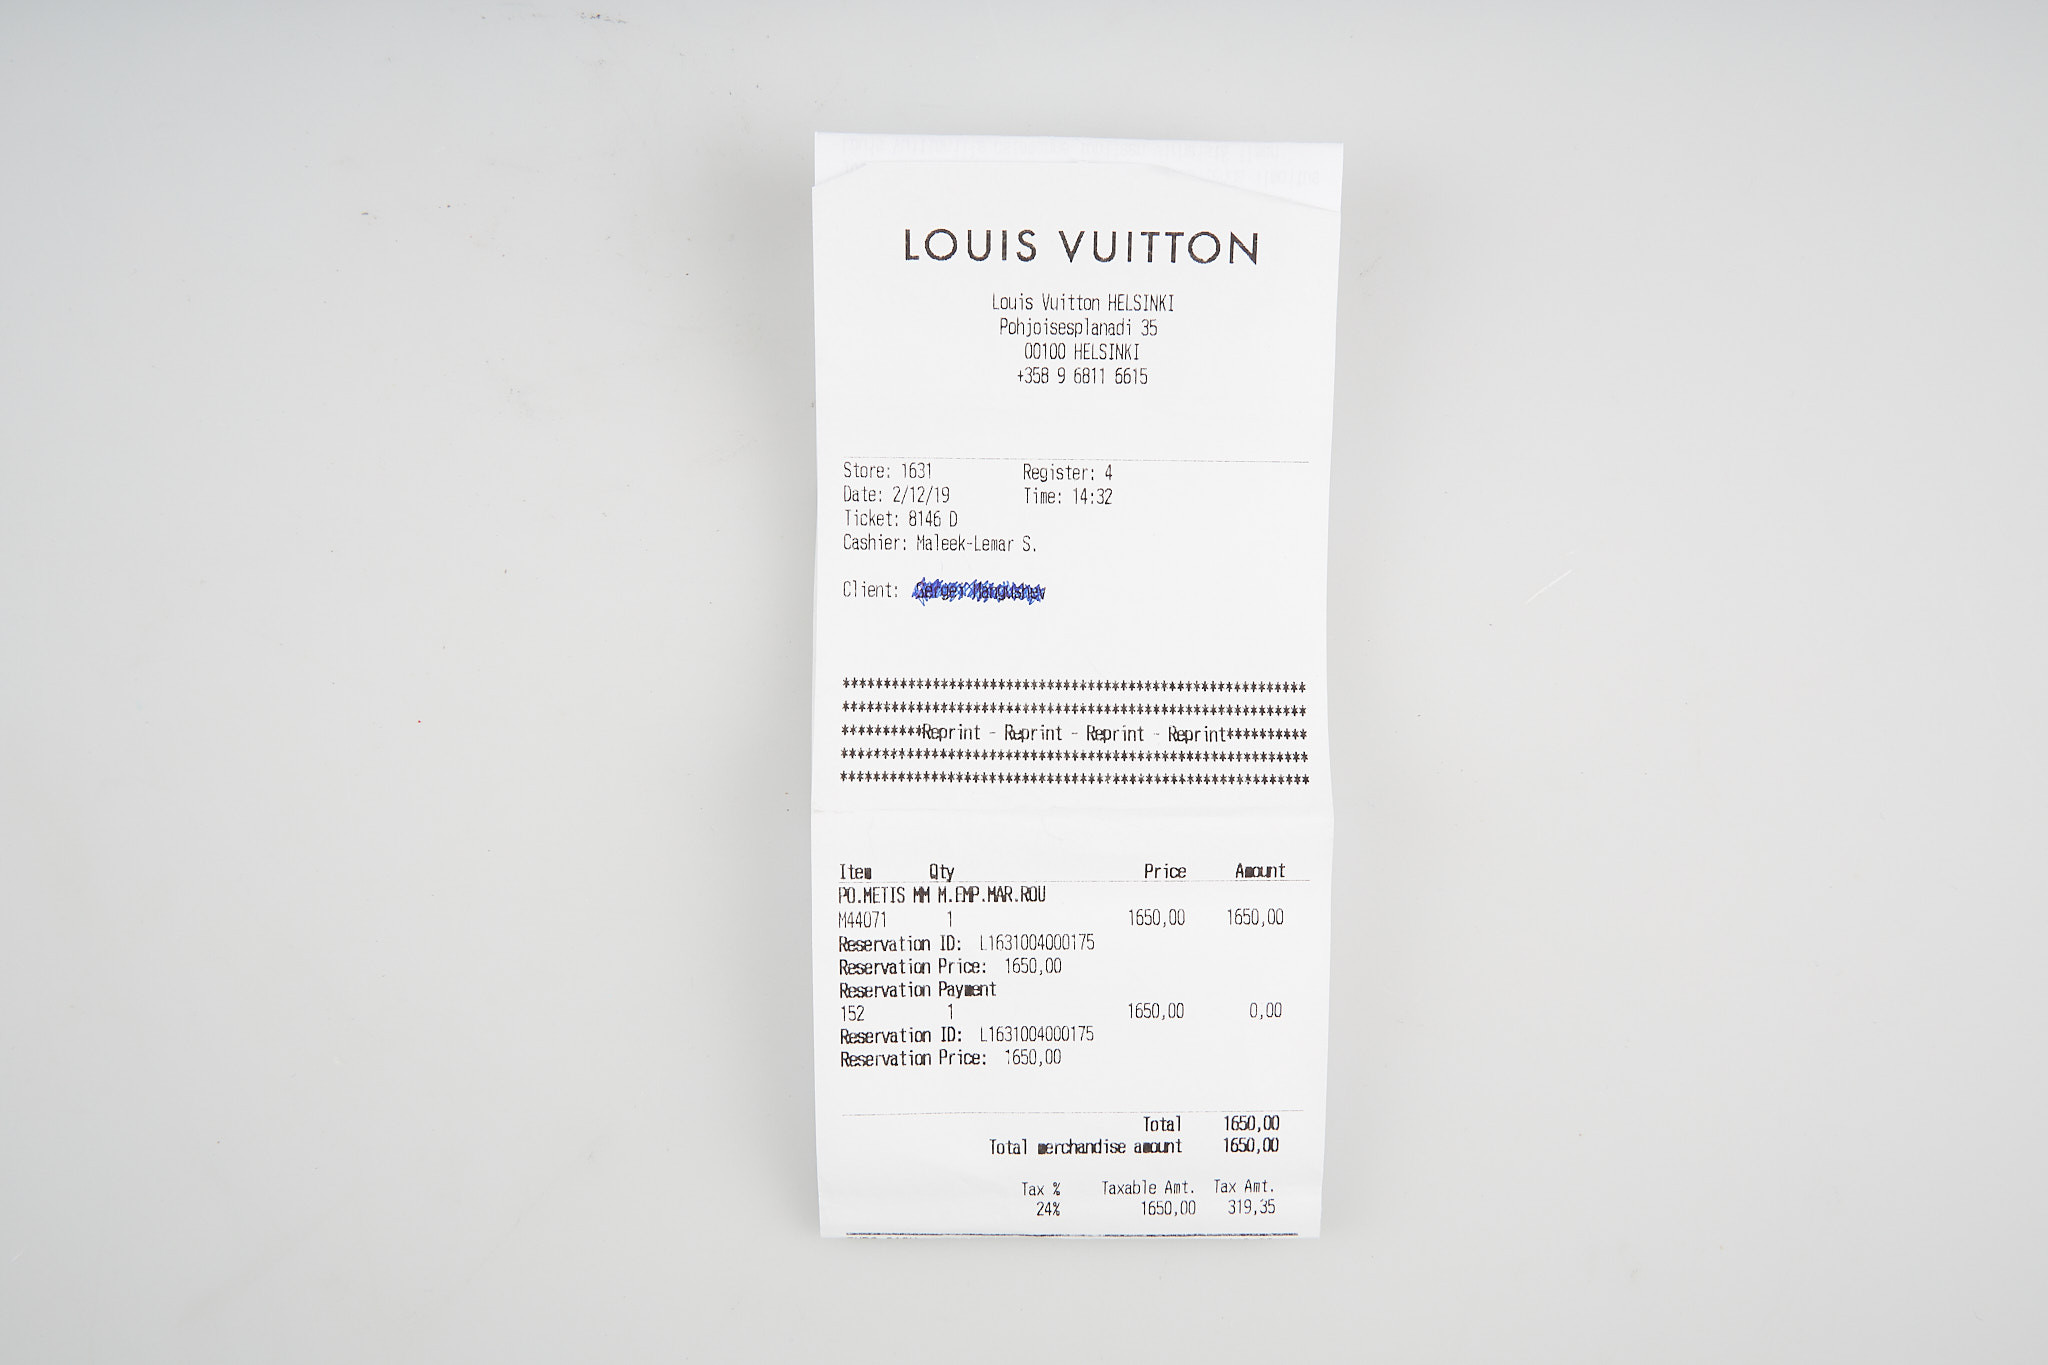 LOUIS VUITTON
Louis Vuitton HELSINKI
Pohjoisesplanadi 35
00100 HELSINKI
+358 9 6811 6615
Store: 1631 Register: 4
Date: 2/12/19 Time: 14:32
Ticket: 8146 D
Cashier: Maleek-Lemar S.
Client:
*********************************************************
*********************************************************
**********Reprint - Reprint - Reprint - Reprint**********
*********************************************************
*********************************************************
Item Qty Price Amount
PO.METIS MM M.EMP.MAR.ROU
M44071 1 1650,00 1650,00
Reservation ID: L1631004000175
Reservation Price: 1650,00
Reservation Payment
152 1 1650,00 0,00
Reservation ID: L1631004000175
Reservation Price: 1650,00
Total 1650,00
Total merchandise amount 1650,00
Tax % Taxable Amt. Tax Amt.
24% 1650,00 319,35